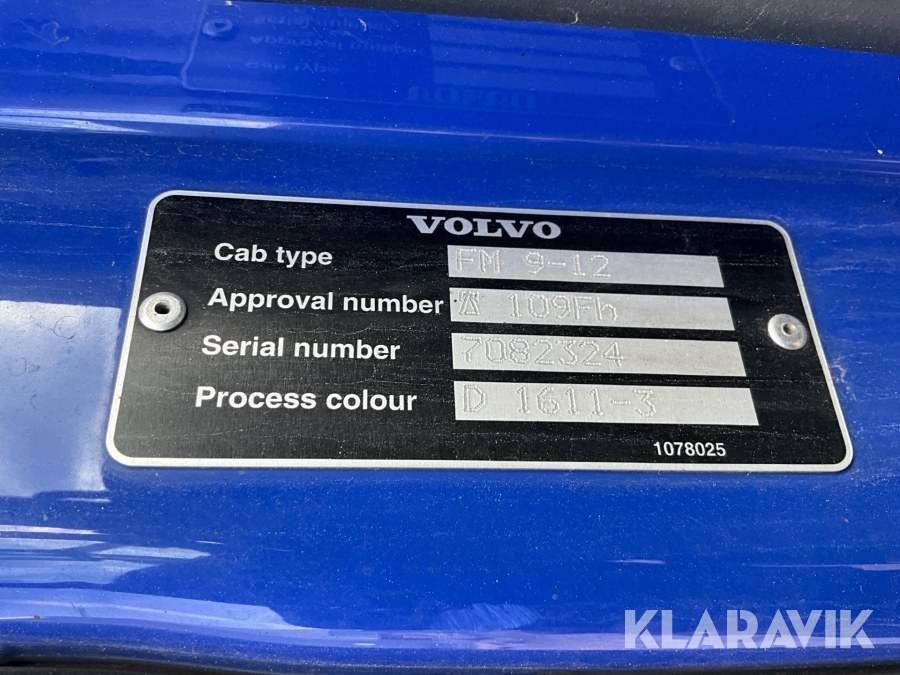 VOLVO
Cab type FM 9-12
Approval number 109Fh
Serial number 7082324
Process colour D 1611-3
1078025
KLARAVIK